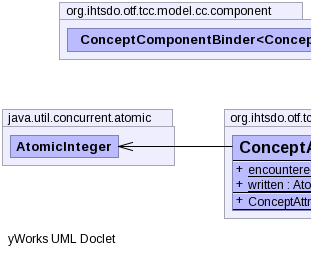 org.ihtsdo.otf.tcc.model.cc.component
ConceptComponentBinder<Concep
java.util.concurrent.atomic
AtomicInteger
org.ihtsdo.otf.tc
ConceptA
+ encountere
+ written : Ato
+ ConceptAttr
yWorks UML Doclet